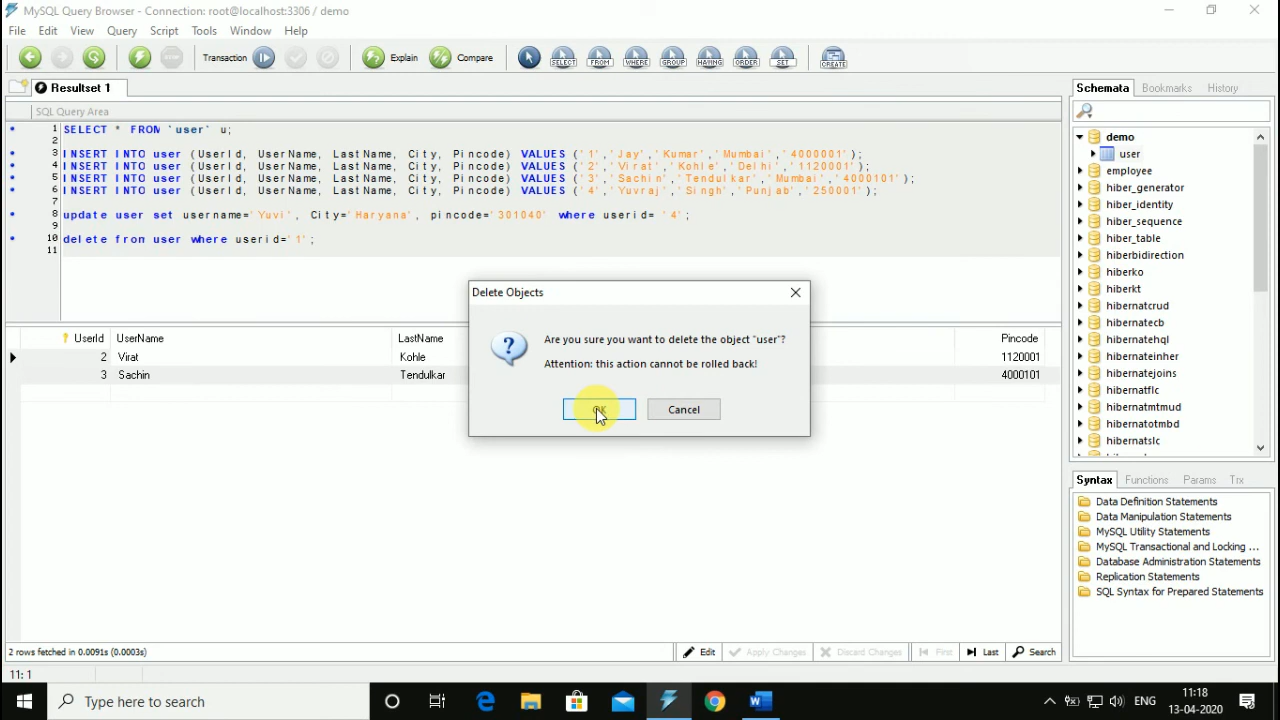 MySQL Query Browser - Connection: root@localhost:3306 / demo
File Edit View Query Script Tools Window Help
Transaction Explain Compare SELECT FROM WHERE GROUP HAVING ORDER SET CREATE
Resultset 1
SQL Query Area
1 SELECT * FROM `user` u;
2
3 INSERT INTO user (UserId, UserName, LastName, City, Pincode) VALUES ('1','Jay','Kumar','Mumbai','4000001');
4 INSERT INTO user (UserId, UserName, LastName, City, Pincode) VALUES ('2','Virat','Kohle','Delhi','1120001');
5 INSERT INTO user (UserId, UserName, LastName, City, Pincode) VALUES ('3','Sachin','Tendulkar','Mumbai','4000101');
6 INSERT INTO user (UserId, UserName, LastName, City, Pincode) VALUES ('4','Yuvraj','Singh','Punjab','250001');
7
8 update user set username='Yuvi', City='Haryana', pincode='301040' where userid= '4';
9
10 delete from user where userid='1';
11
Delete Objects
Are you sure you want to delete the object "user"?
Attention: this action cannot be rolled back!
OK Cancel
UserId UserName LastName Pincode
2 Virat Kohle 1120001
3 Sachin Tendulkar 4000101
2 rows fetched in 0.0091s (0.0003s)
Edit Apply Changes Discard Changes First Last Search
11: 1
Schemata Bookmarks History
demo
user
employee
hiber_generator
hiber_identity
hiber_sequence
hiber_table
hiberbidirection
hiberko
hiberkt
hibernatcrud
hibernatecb
hibernatehql
hibernateinher
hibernatejoins
hibernatflc
hibernatmtmud
hibernatotmbd
hibernatslc
Syntax Functions Params Trx
Data Definition Statements
Data Manipulation Statements
MySQL Utility Statements
MySQL Transactional and Locking ...
Database Administration Statements
Replication Statements
SQL Syntax for Prepared Statements
Type here to search
ENG
11:18
13-04-2020